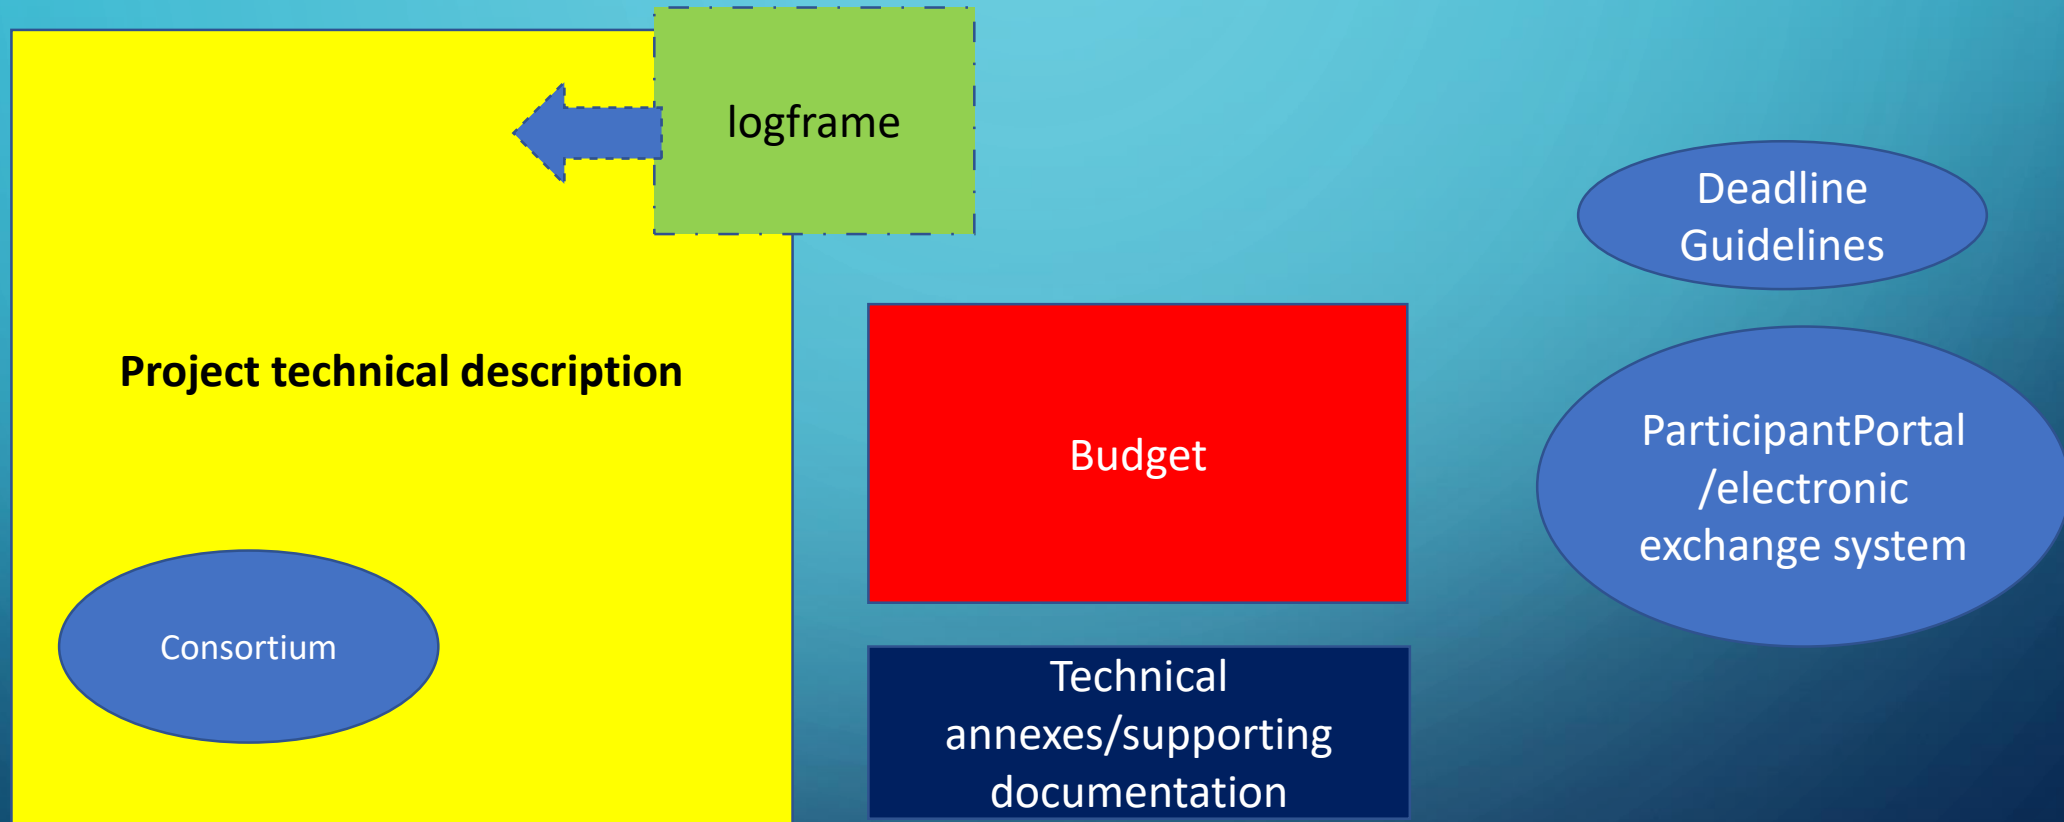 logframe
Project technical description
Consortium
Budget
Technical
annexes/supporting
documentation
Deadline
Guidelines
ParticipantPortal
/electronic
exchange system